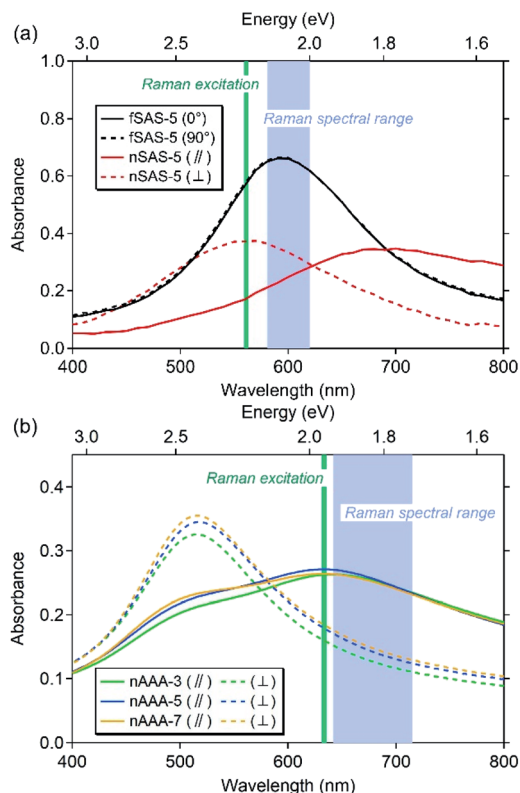 Energy (eV)
3.0 2.4 2.0 1.8 1.6
(a)
Raman excitation
Raman spectral range
fSAS-5 (0°)
fSAS-5 (90°)
nSAS-5 (//)
nSAS-5 (⊥)
Absorbance
1.0
0.8
0.6
0.4
0.2
0.0
400 500 600 700 800
Wavelength (nm)
Energy (eV)
3.0 2.4 2.0 1.8 1.6
(b)
Raman excitation
Raman spectral range
Absorbance
0.4
0.3
0.2
0.1
0.0
nAAA-3 (//) (⊥)
nAAA-5 (//) (⊥)
nAAA-7 (//) (⊥)
400 500 600 700 800
Wavelength (nm)